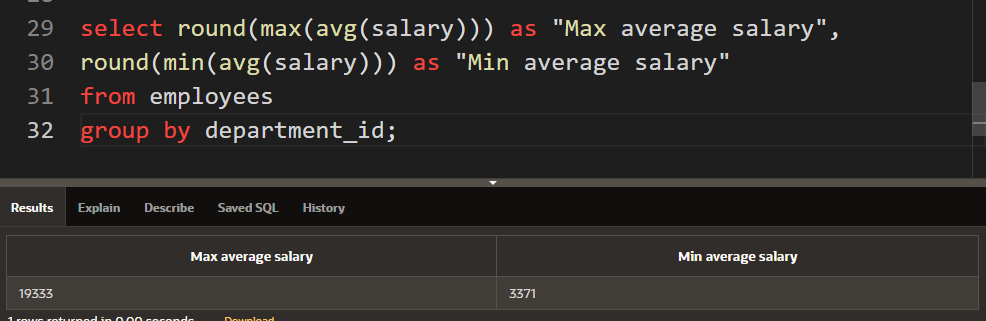 29 select round(max(avg(salary))) as "Max average salary",
30 round(min(avg(salary))) as "Min average salary"
31 from employees
32 group by department_id;
Results Explain Describe Saved SQL History
Max average salary Min average salary
19333 3371
1 rows returned in 0.00 seconds Download